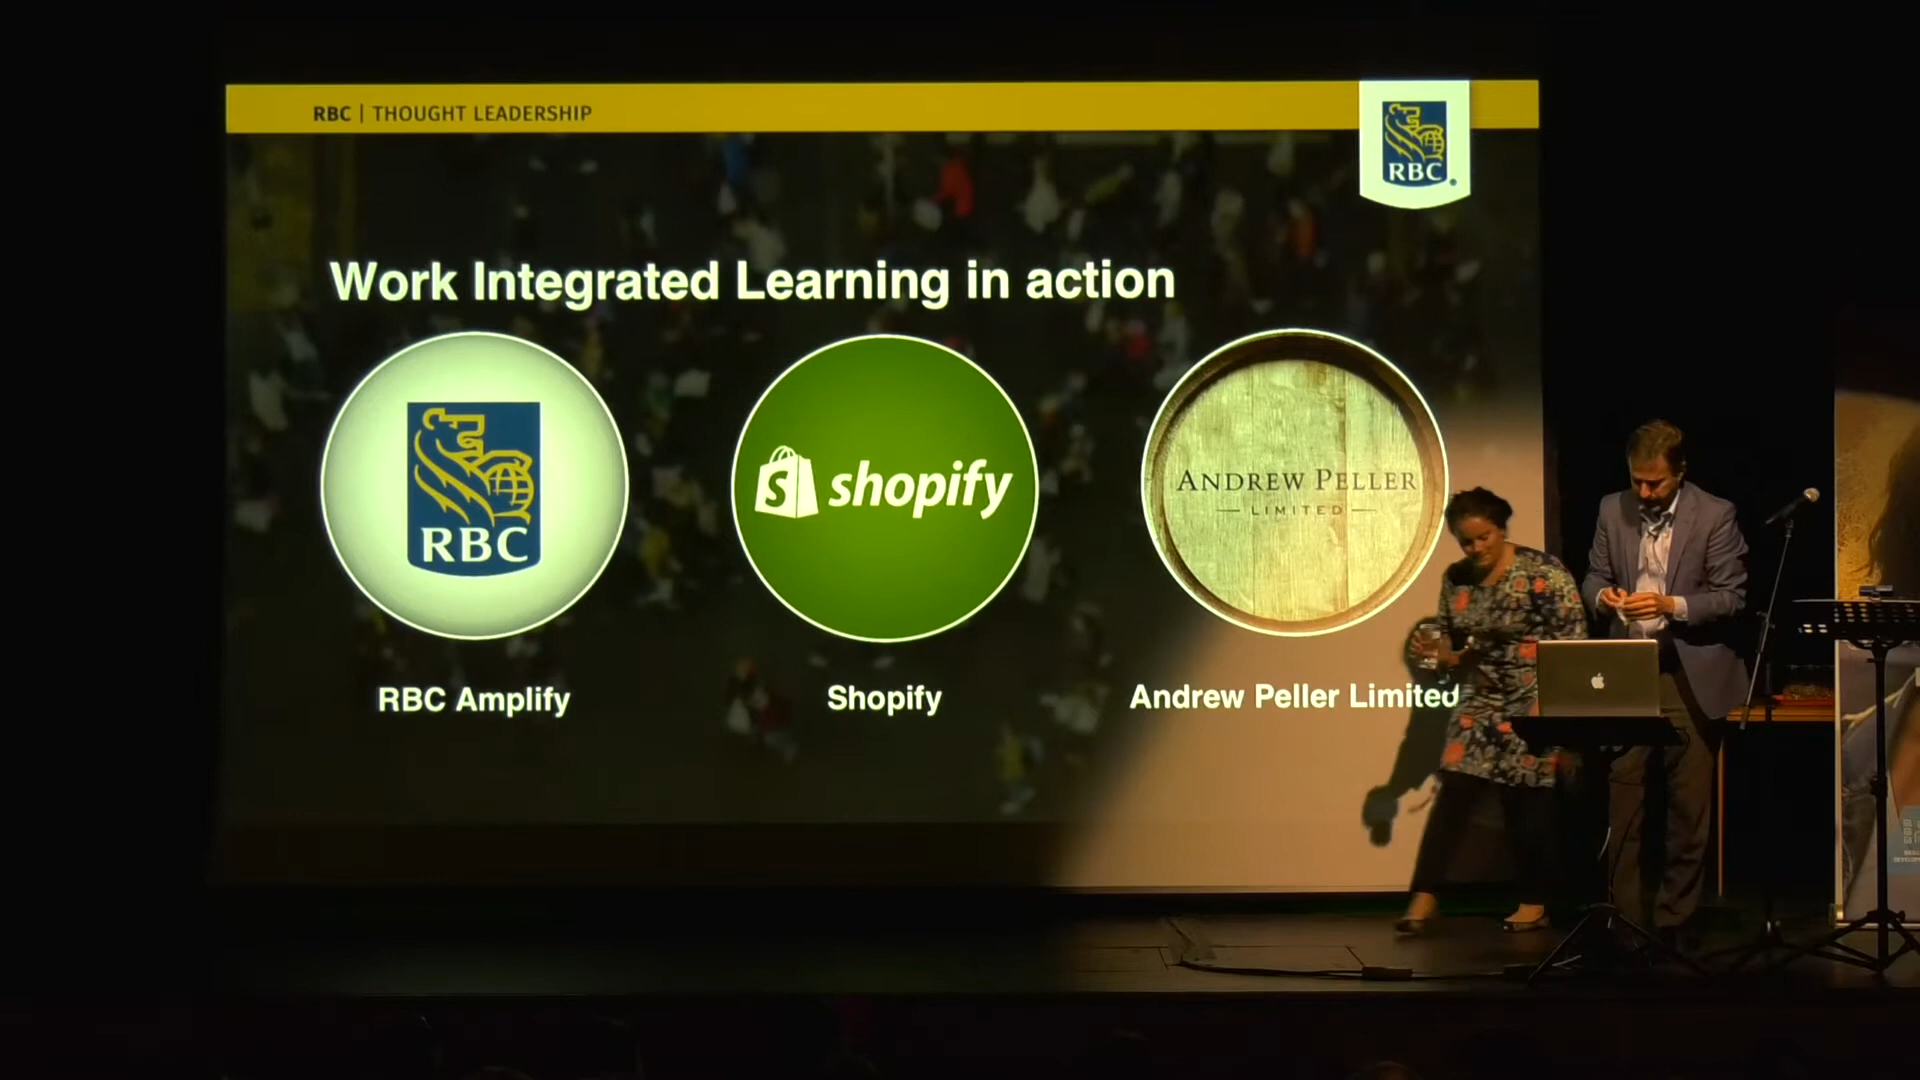 RBC | THOUGHT LEADERSHIP
RBC
Work Integrated Learning in action
RBC
shopify
ANDREW PELLER
LIMITED
RBC Amplify
Shopify
Andrew Peller Limited